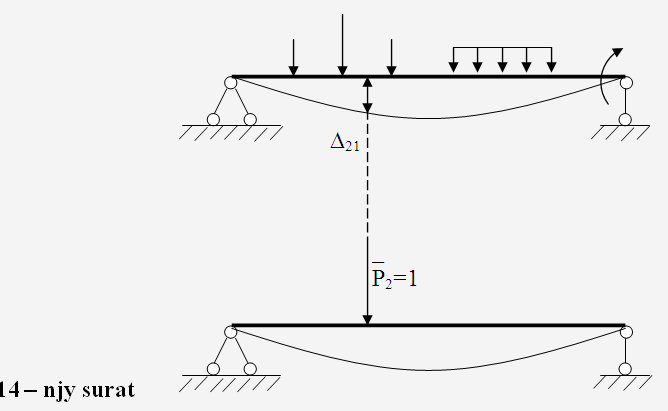 Δ21
P̅2=1
14 – njy surat